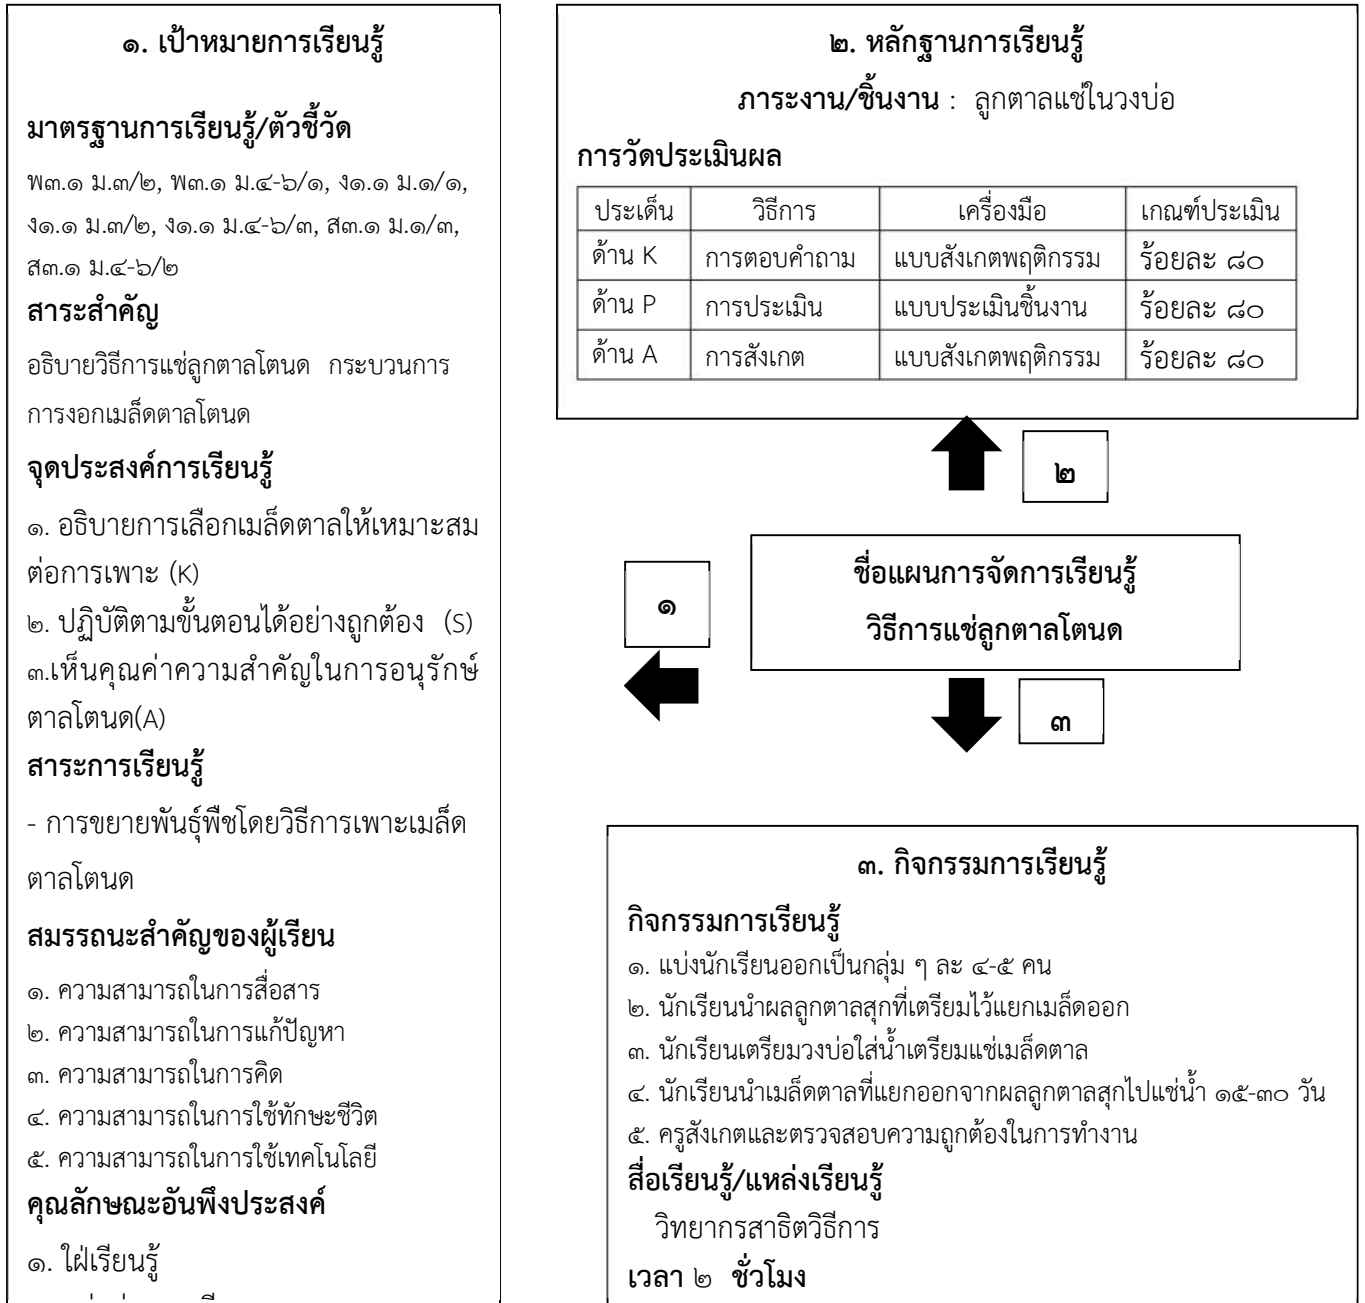 ๑. เป้าหมายการเรียนรู้
มาตรฐานการเรียนรู้/ตัวชี้วัด
พ๓.๑ ม.๓/๒, พ๓.๑ ม.๔-๖/๑, ง๑.๑ ม.๑/๑,
ง๑.๑ ม.๓/๒, ง๑.๑ ม.๔-๖/๓, ส๓.๑ ม.๑/๓,
ส๓.๑ ม.๔-๖/๒
สาระสำคัญ
อธิบายวิธีการแช่ลูกตาลโตนด กระบวนการ
การงอกเมล็ดตาลโตนด
จุดประสงค์การเรียนรู้
๑. อธิบายการเลือกเมล็ดตาลให้เหมาะสม
ต่อการเพาะ (K)
๒. ปฏิบัติตามขั้นตอนได้อย่างถูกต้อง (S)
๓.เห็นคุณค่าความสำคัญในการอนุรักษ์
ตาลโตนด(A)
สาระการเรียนรู้
- การขยายพันธุ์พืชโดยวิธีการเพาะเมล็ด
ตาลโตนด
สมรรถนะสำคัญของผู้เรียน
๑. ความสามารถในการสื่อสาร
๒. ความสามารถในการแก้ปัญหา
๓. ความสามารถในการคิด
๔. ความสามารถในการใช้ทักษะชีวิต
๕. ความสามารถในการใช้เทคโนโลยี
คุณลักษณะอันพึงประสงค์
๑. ใฝ่เรียนรู้
๒. หลักฐานการเรียนรู้
ภาระงาน/ชิ้นงาน : ลูกตาลแช่ในวงบ่อ
การวัดประเมินผล
ประเด็น วิธีการ เครื่องมือ เกณฑ์ประเมิน
ด้าน K การตอบคำถาม แบบสังเกตพฤติกรรม ร้อยละ ๘๐
ด้าน P การประเมิน แบบประเมินชิ้นงาน ร้อยละ ๘๐
ด้าน A การสังเกต แบบสังเกตพฤติกรรม ร้อยละ ๘๐
๒
๑
ชื่อแผนการจัดการเรียนรู้
วิธีการแช่ลูกตาลโตนด
๓
๓. กิจกรรมการเรียนรู้
กิจกรรมการเรียนรู้
๑. แบ่งนักเรียนออกเป็นกลุ่ม ๆ ละ ๔-๕ คน
๒. นักเรียนนำผลลูกตาลสุกที่เตรียมไว้แยกเมล็ดออก
๓. นักเรียนเตรียมวงบ่อใส่น้ำเตรียมแช่เมล็ดตาล
๔. นักเรียนนำเมล็ดตาลที่แยกออกจากผลลูกตาลสุกไปแช่น้ำ ๑๕-๓๐ วัน
๕. ครูสังเกตและตรวจสอบความถูกต้องในการทำงาน
สื่อเรียนรู้/แหล่งเรียนรู้
วิทยากรสาธิตวิธีการ
เวลา ๒ ชั่วโมง